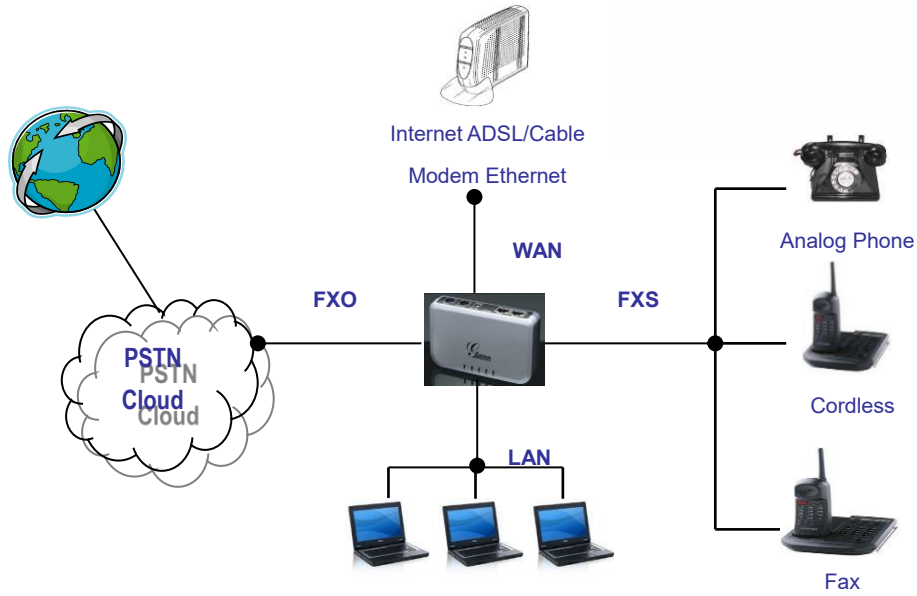 Internet ADSL/Cable
Modem Ethernet
WAN
FXO
FXS
LAN
PSTN
Cloud
PSTN
Cloud
Analog Phone
Cordless
Fax